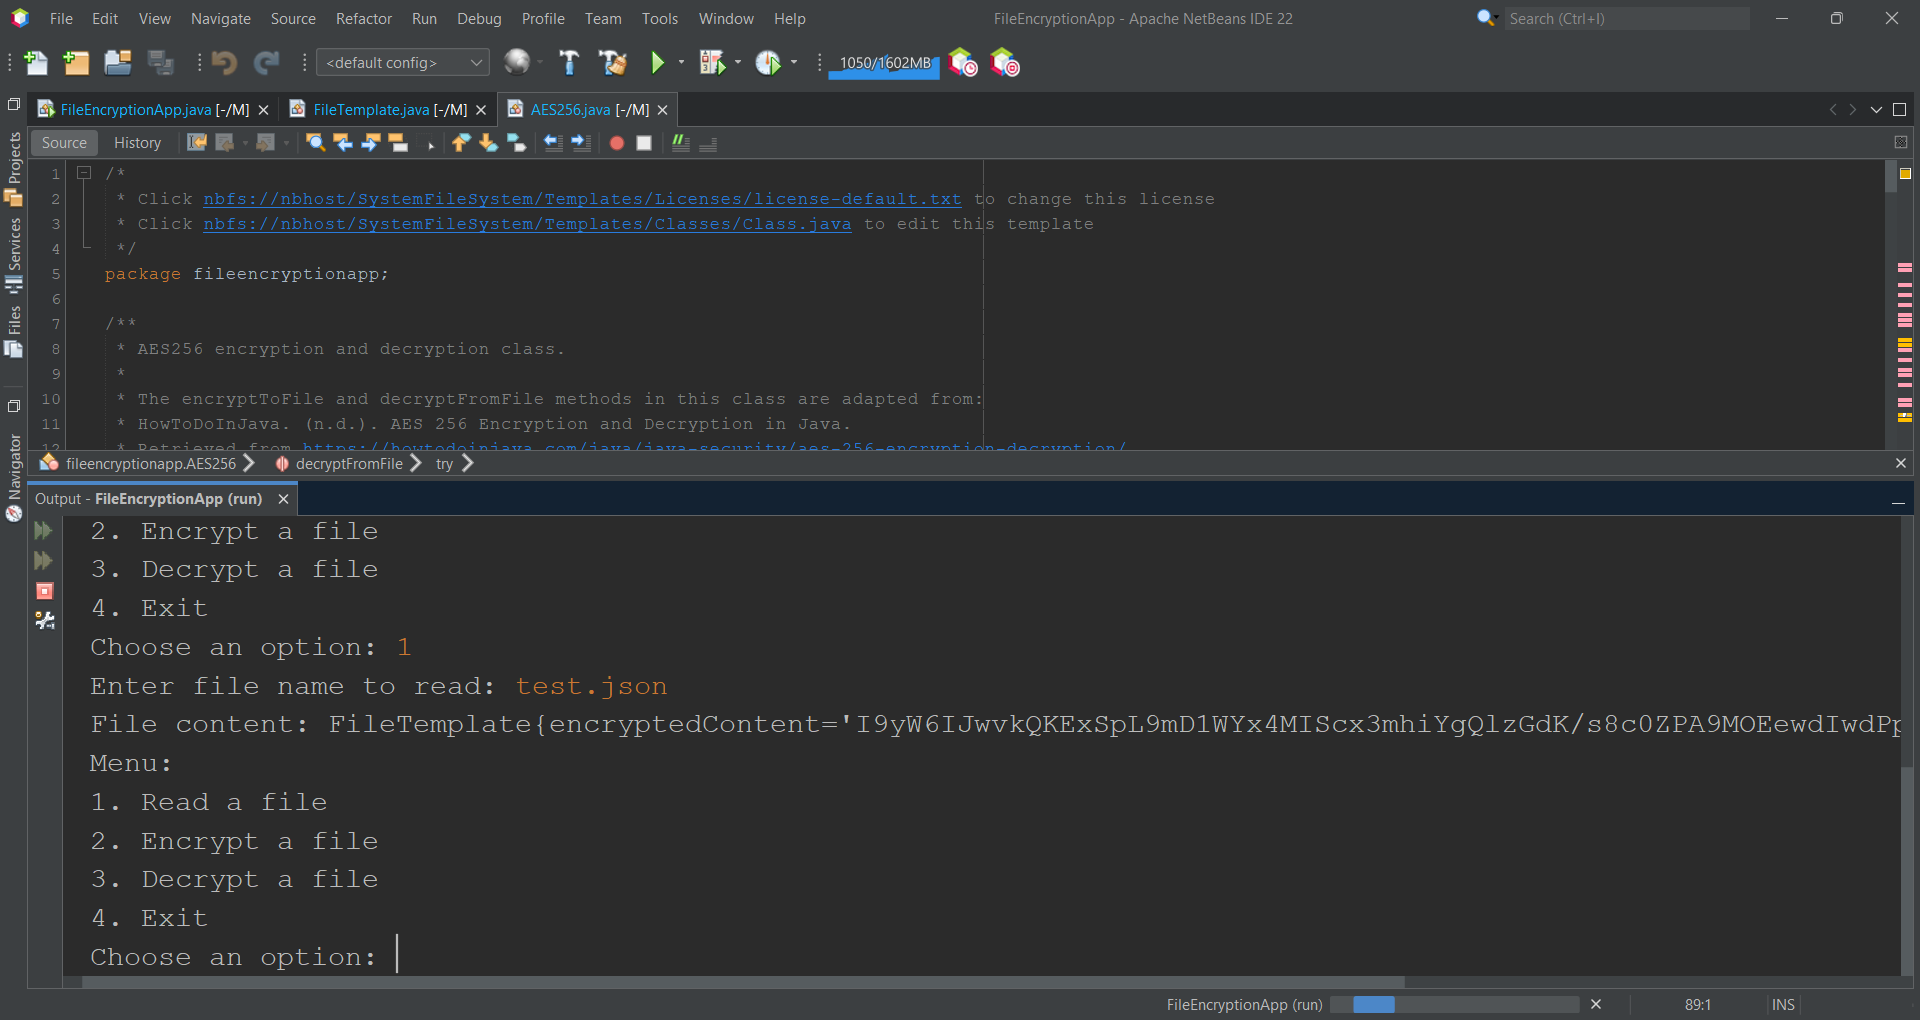 File Edit View Navigate Source Refactor Run Debug Profile Team Tools Window Help FileEncryptionApp - Apache NetBeans IDE 22 Search (Ctrl+I)
<default config> 1050/1602MB
FileEncryptionApp.java [-/M] FileTemplate.java [-/M] AES256.java [-/M]
Source History
Projects
Services
Files
Navigator
1 /*
2 * Click nbfs://nbhost/SystemFileSystem/Templates/Licenses/license-default.txt to change this license
3 * Click nbfs://nbhost/SystemFileSystem/Templates/Classes/Class.java to edit this template
4 */
5 package fileencryptionapp;
6
7 /**
8 * AES256 encryption and decryption class.
9 *
10 * The encryptToFile and decryptFromFile methods in this class are adapted from:
11 * HowToDoInJava. (n.d.). AES 256 Encryption and Decryption in Java.
12 * Retrieved from https://howtodoinjava.com/java/java-security/aes-256-encryption-decryption/
fileencryptionapp.AES256 decryptFromFile try
Output - FileEncryptionApp (run)
2. Encrypt a file
3. Decrypt a file
4. Exit
Choose an option: 1
Enter file name to read: test.json
File content: FileTemplate{encryptedContent='I9yW6IJwvkQKExSpL9mD1WYx4MIScx3mhiYgQlzGdK/s8c0ZPA9MOEewdIwdPp
Menu:
1. Read a file
2. Encrypt a file
3. Decrypt a file
4. Exit
Choose an option:
FileEncryptionApp (run) 89:1 INS